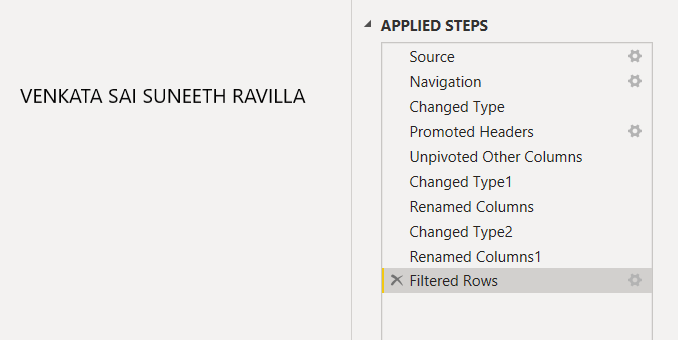 VENKATA SAI SUNEETH RAVILLA
APPLIED STEPS
Source
Navigation
Changed Type
Promoted Headers
Unpivoted Other Columns
Changed Type1
Renamed Columns
Changed Type2
Renamed Columns1
Filtered Rows